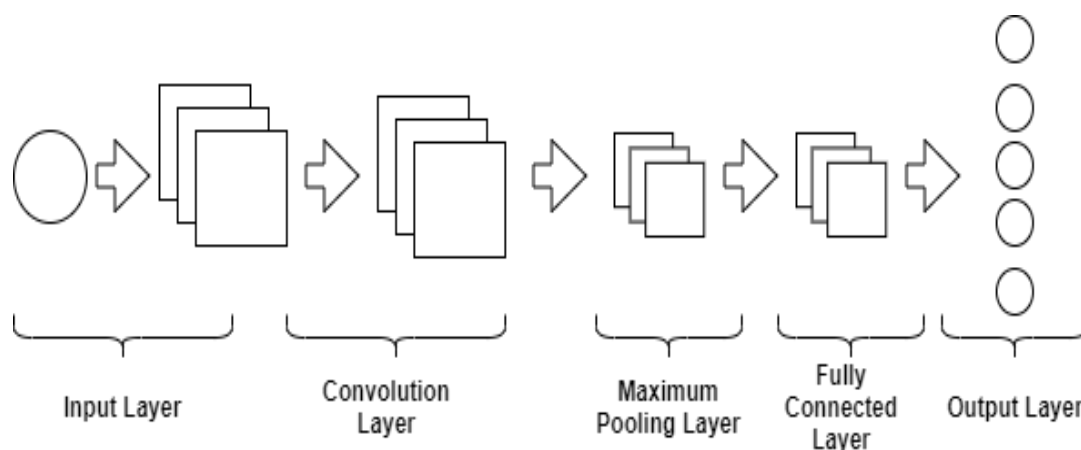 Input Layer
Convolution
Layer
Maximum
Pooling Layer
Fully
Connected
Layer
Output Layer